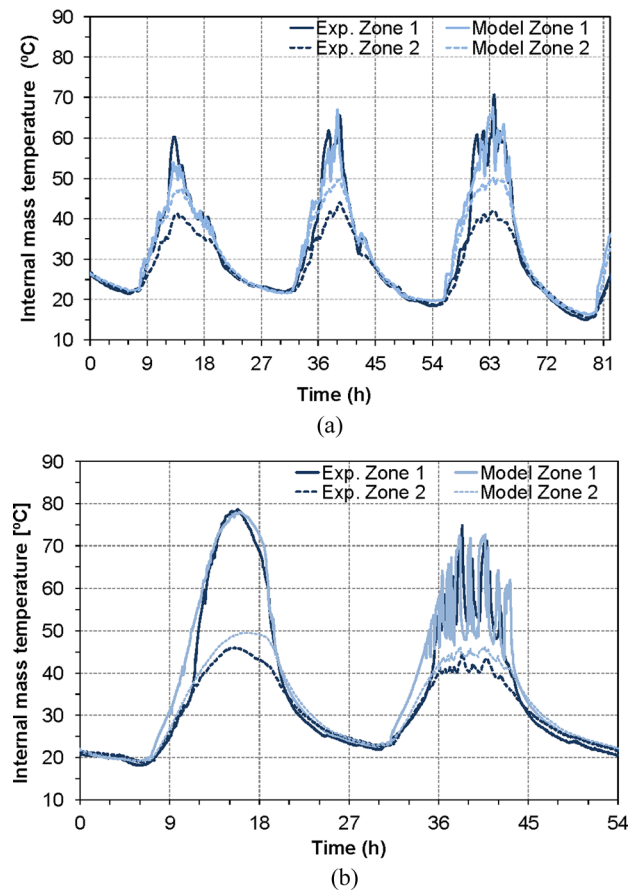 Internal mass temperature (ºC)
90
80
70
60
50
40
30
20
10
Exp. Zone 1 Model Zone 1
Exp. Zone 2 Model Zone 2
0 9 18 27 36 45 54 63 72 81
Time (h)
(a)
Internal mass temperature [ºC]
90
80
70
60
50
40
30
20
10
Exp. Zone 1 Model Zone 1
Exp. Zone 2 Model Zone 2
0 9 18 27 36 45 54
Time (h)
(b)